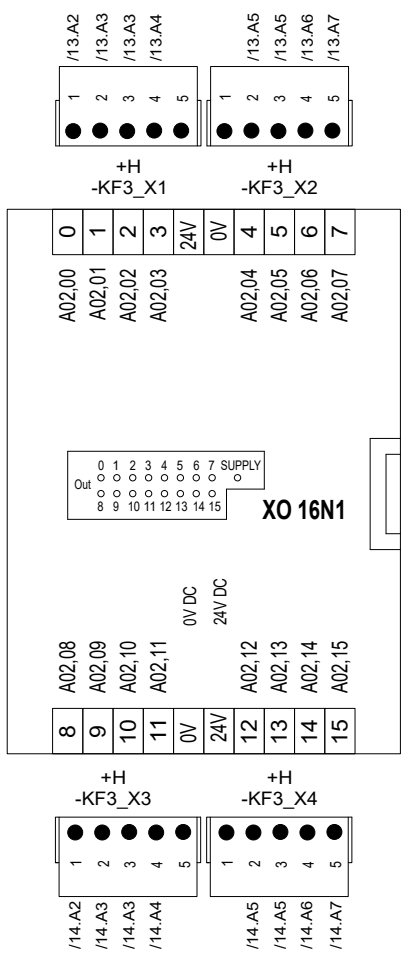 /13.A2 /13.A3 /13.A3 /13.A4 /13.A5 /13.A5 /13.A6 /13.A7
1 2 3 4 5 1 2 3 4 5
+H +H
-KF3_X1 -KF3_X2
0 1 2 3 24V 0V 4 5 6 7
A02,00 A02,01 A02,02 A02,03 A02,04 A02,05 A02,06 A02,07
0 1 2 3 4 5 6 7 SUPPLY
Out
8 9 10 11 12 13 14 15
XO 16N1
0V DC 24V DC
A02,08 A02,09 A02,10 A02,11 A02,12 A02,13 A02,14 A02,15
8 9 10 11 0V 24V 12 13 14 15
+H +H
-KF3_X3 -KF3_X4
1 2 3 4 5 1 2 3 4 5
/14.A2 /14.A3 /14.A3 /14.A4 /14.A5 /14.A5 /14.A6 /14.A7